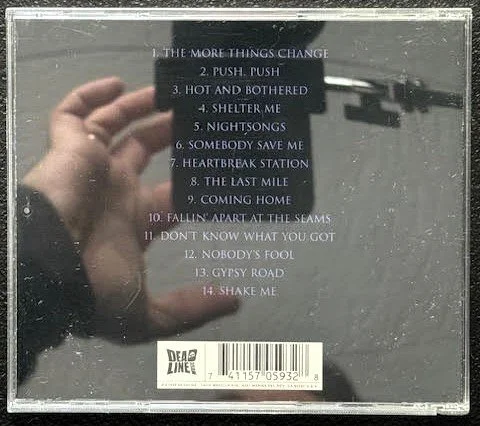 1. THE MORE THINGS CHANGE
2. PUSH, PUSH
3. HOT AND BOTHERED
4. SHELTER ME
5. NIGHTSONGS
6. SOMEBODY SAVE ME
7. HEARTBREAK STATION
8. THE LAST MILE
9. COMING HOME
10. FALLIN' APART AT THE SEAMS
11. DON'T KNOW WHAT YOU GOT
12. NOBODY'S FOOL
13. GYPSY ROAD
14. SHAKE ME
DEAD
LINE
7 41157 05932 8